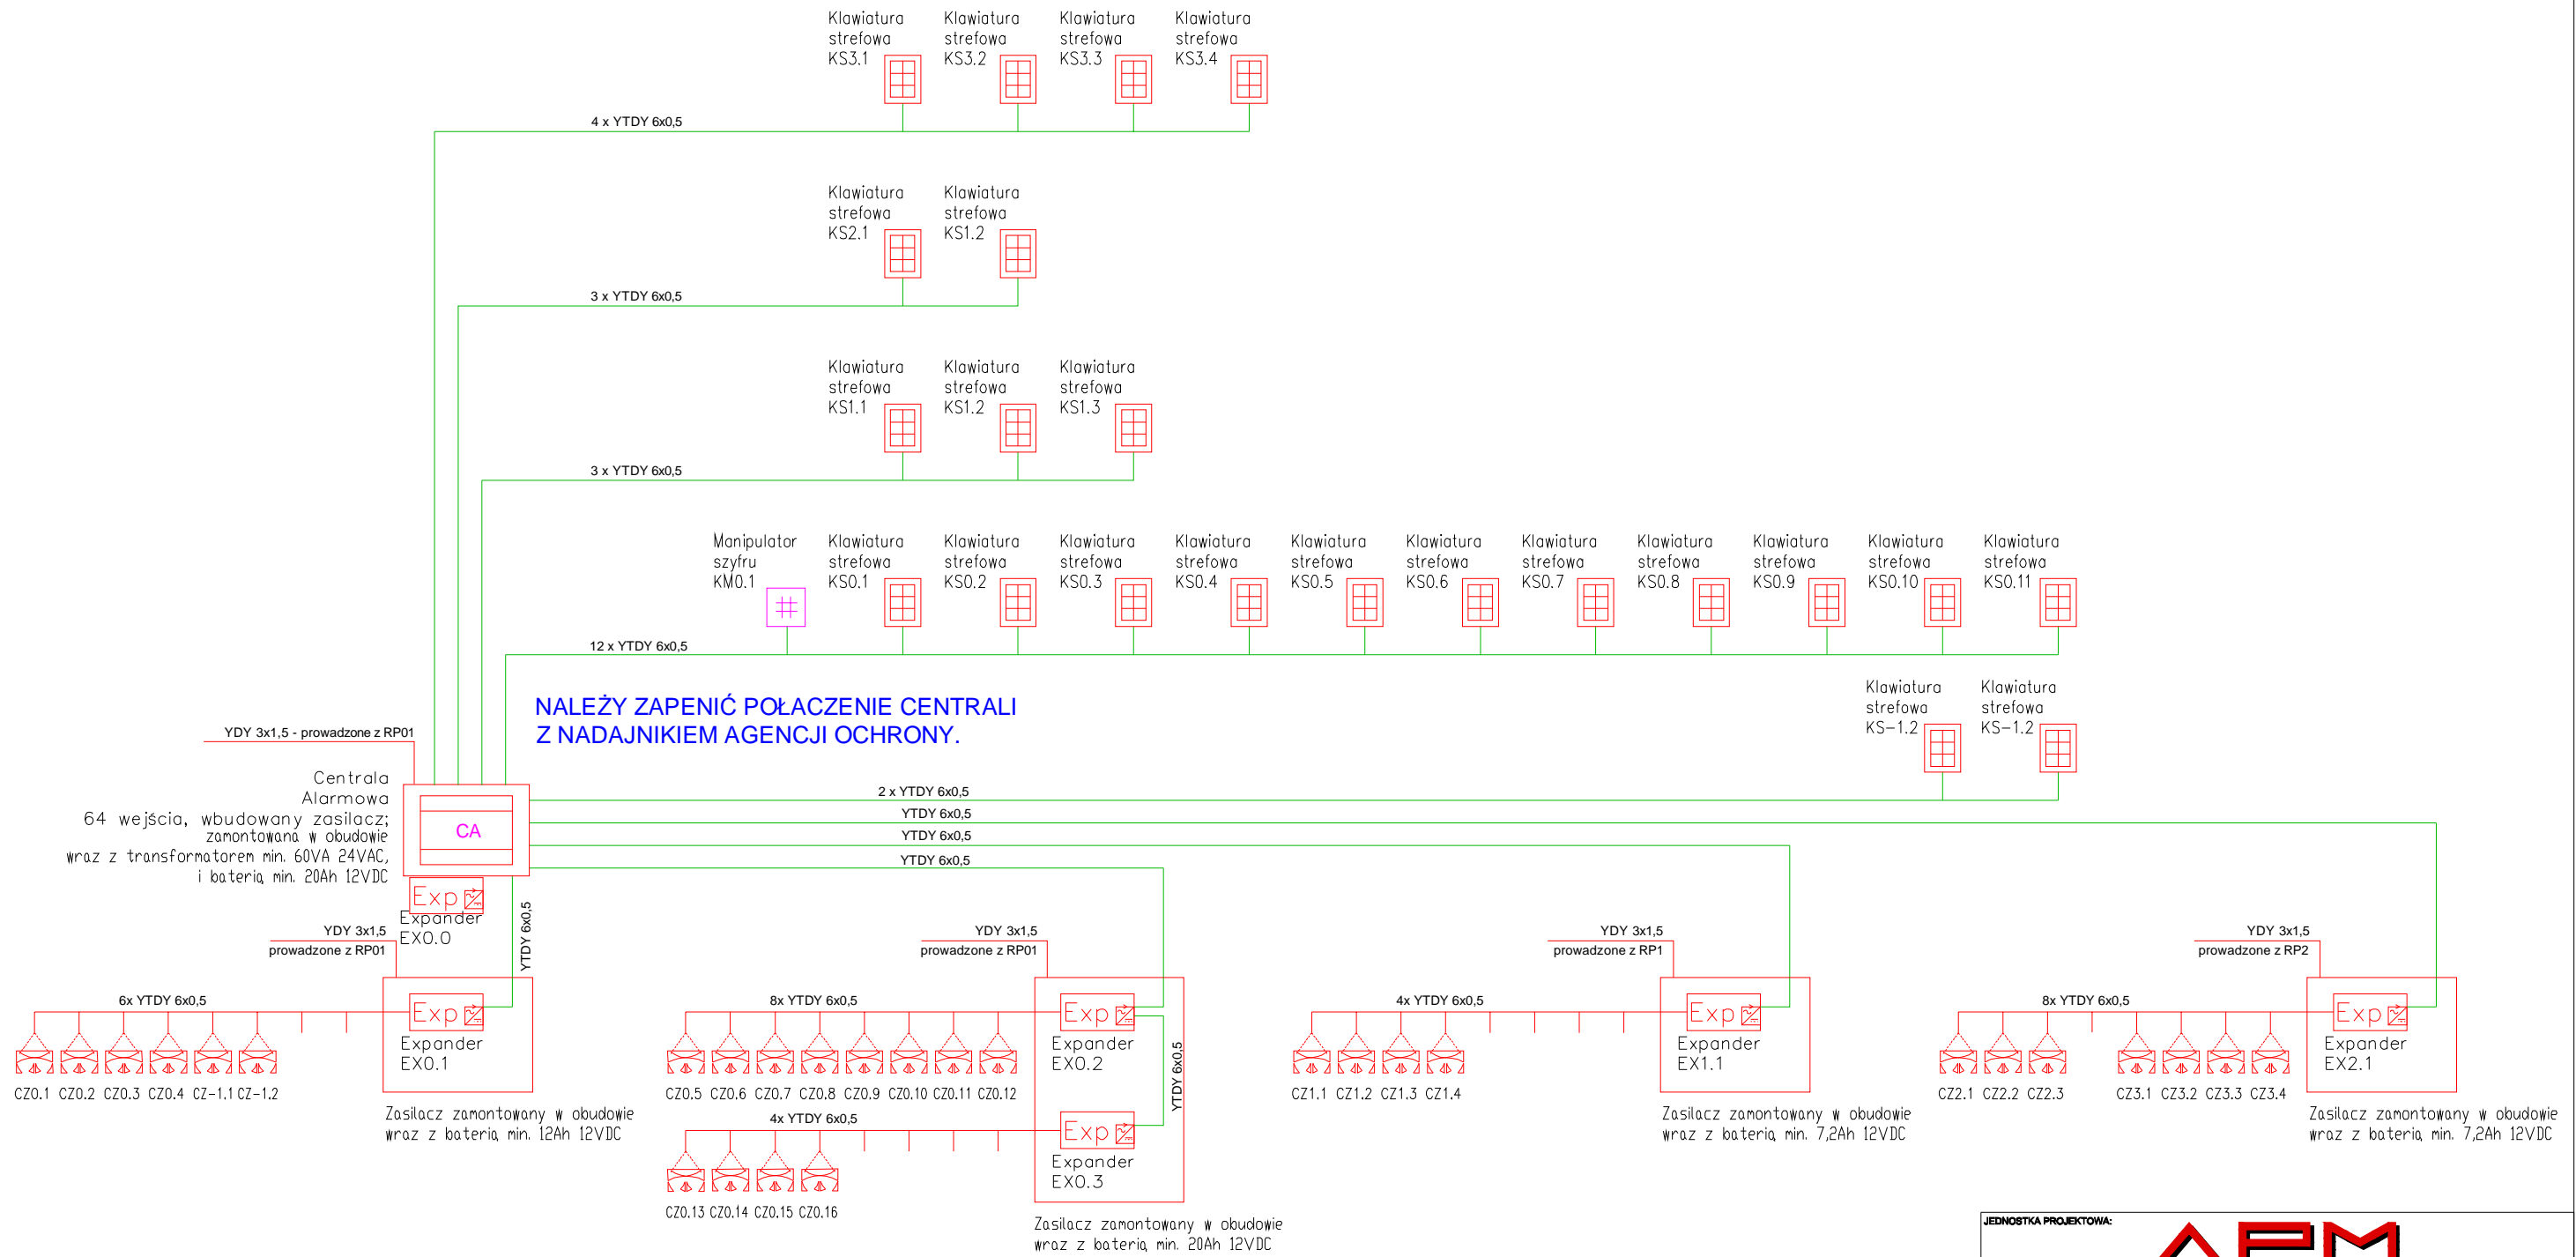 Klawiatura
strefowa
KS3.1
Klawiatura
strefowa
KS3.2
Klawiatura
strefowa
KS3.3
Klawiatura
strefowa
KS3.4
4 x YTDY 6x0,5
Klawiatura
strefowa
KS2.1
Klawiatura
strefowa
KS1.2
3 x YTDY 6x0,5
Klawiatura
strefowa
KS1.1
Klawiatura
strefowa
KS1.2
Klawiatura
strefowa
KS1.3
3 x YTDY 6x0,5
Manipulator
szyfru
KM0.1
Klawiatura
strefowa
KS0.1
Klawiatura
strefowa
KS0.2
Klawiatura
strefowa
KS0.3
Klawiatura
strefowa
KS0.4
Klawiatura
strefowa
KS0.5
Klawiatura
strefowa
KS0.6
Klawiatura
strefowa
KS0.7
Klawiatura
strefowa
KS0.8
Klawiatura
strefowa
KS0.9
Klawiatura
strefowa
KS0.10
Klawiatura
strefowa
KS0.11
12 x YTDY 6x0,5
NALEŻY ZAPENIĆ POŁACZENIE CENTRALI
Z NADAJNIKIEM AGENCJI OCHRONY.
Klawiatura
strefowa
KS-1.2
Klawiatura
strefowa
KS-1.2
YDY 3x1,5 - prowadzone z RP01
Centrala
Alarmowa
64 wejścia, wbudowany zasilacz;
zamontowana w obudowie
wraz z transformatorem min. 60VA 24VAC,
i baterią min. 20Ah 12VDC
CA
2 x YTDY 6x0,5
YTDY 6x0,5
YTDY 6x0,5
YTDY 6x0,5
Exp
Expander
EX0.0
YTDY 6x0,5
YDY 3x1,5
prowadzone z RP01
6x YTDY 6x0,5
Exp
Expander
EX0.1
CZ0.1 CZ0.2 CZ0.3 CZ0.4 CZ-1.1 CZ-1.2
Zasilacz zamontowany w obudowie
wraz z baterią min. 12Ah 12VDC
YDY 3x1,5
prowadzone z RP01
8x YTDY 6x0,5
Exp
Expander
EX0.2
CZ0.5 CZ0.6 CZ0.7 CZ0.8 CZ0.9 CZ0.10 CZ0.11 CZ0.12
YTDY 6x0,5
4x YTDY 6x0,5
Exp
Expander
EX0.3
CZ0.13 CZ0.14 CZ0.15 CZ0.16
Zasilacz zamontowany w obudowie
wraz z baterią min. 20Ah 12VDC
YDY 3x1,5
prowadzone z RP1
4x YTDY 6x0,5
Exp
Expander
EX1.1
CZ1.1 CZ1.2 CZ1.3 CZ1.4
Zasilacz zamontowany w obudowie
wraz z baterią min. 7,2Ah 12VDC
YDY 3x1,5
prowadzone z RP2
8x YTDY 6x0,5
Exp
Expander
EX2.1
CZ2.1 CZ2.2 CZ2.3 CZ3.1 CZ3.2 CZ3.3 CZ3.4
Zasilacz zamontowany w obudowie
wraz z baterią min. 7,2Ah 12VDC
JEDNOSTKA PROJEKTOWA: